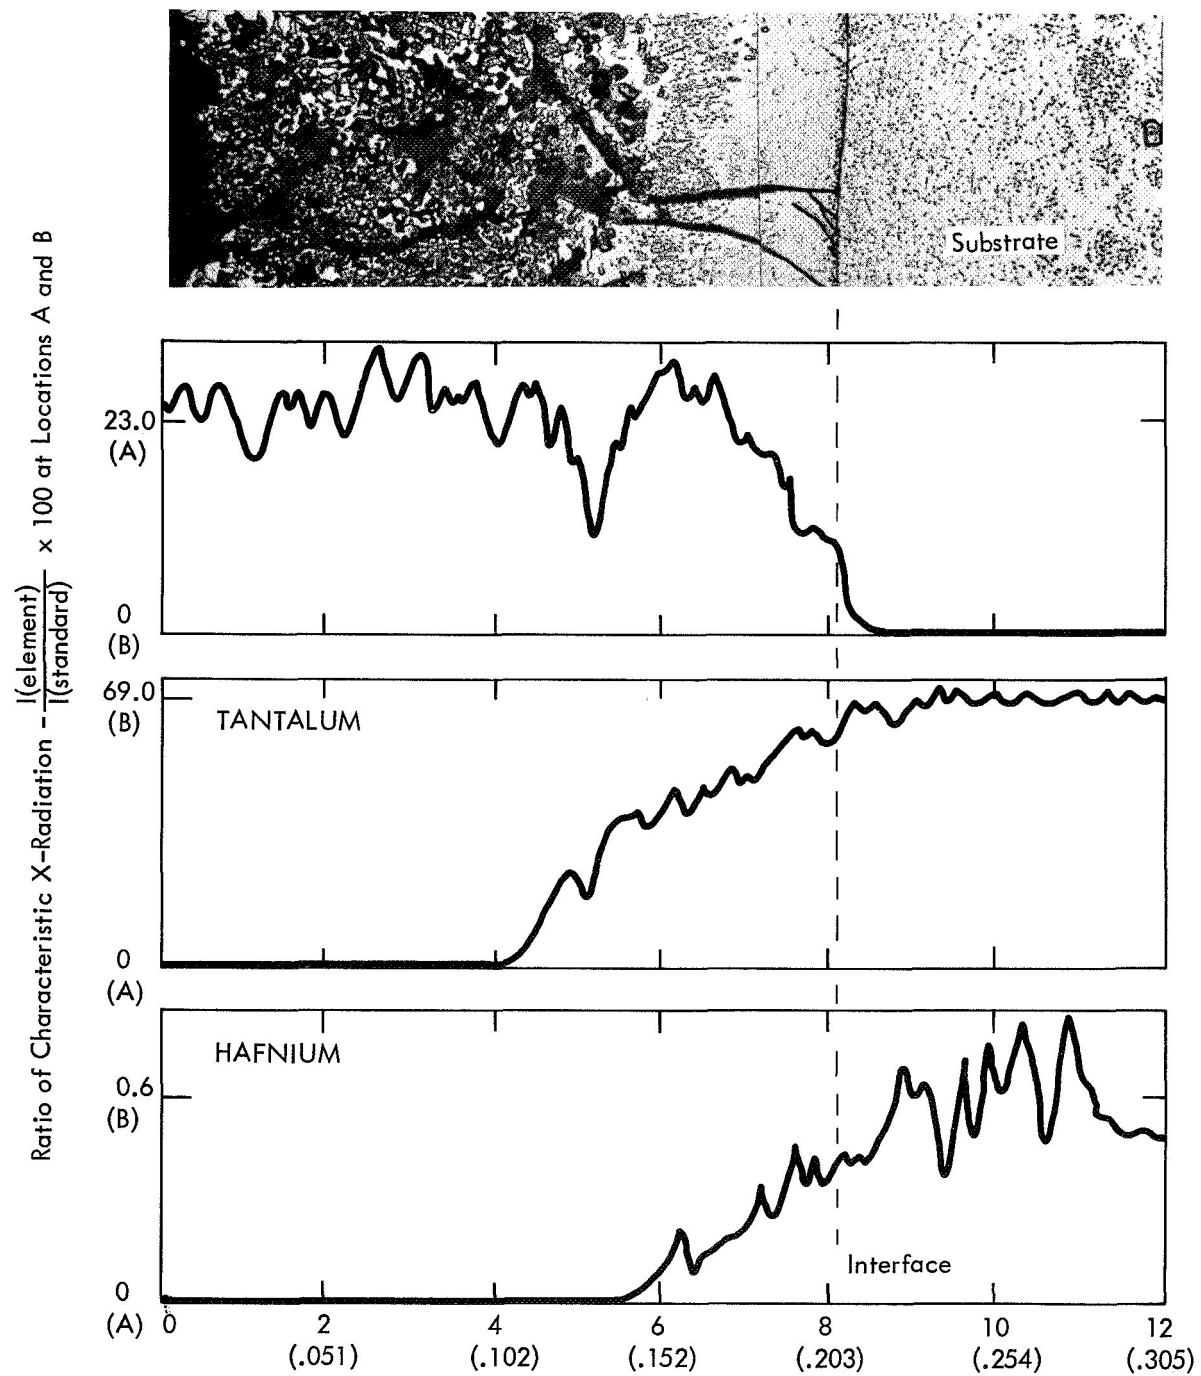 Substrate
Ratio of Characteristic X-Radiation - I(element) / I(standard) x 100 at Locations A and B
23.0
(A)
0
(B)
69.0
(B)
TANTALUM
0
(A)
HAFNIUM
0.6
(B)
Interface
0
(A)
0 2 4 6 8 10 12
(.051) (.102) (.152) (.203) (.254) (.305)